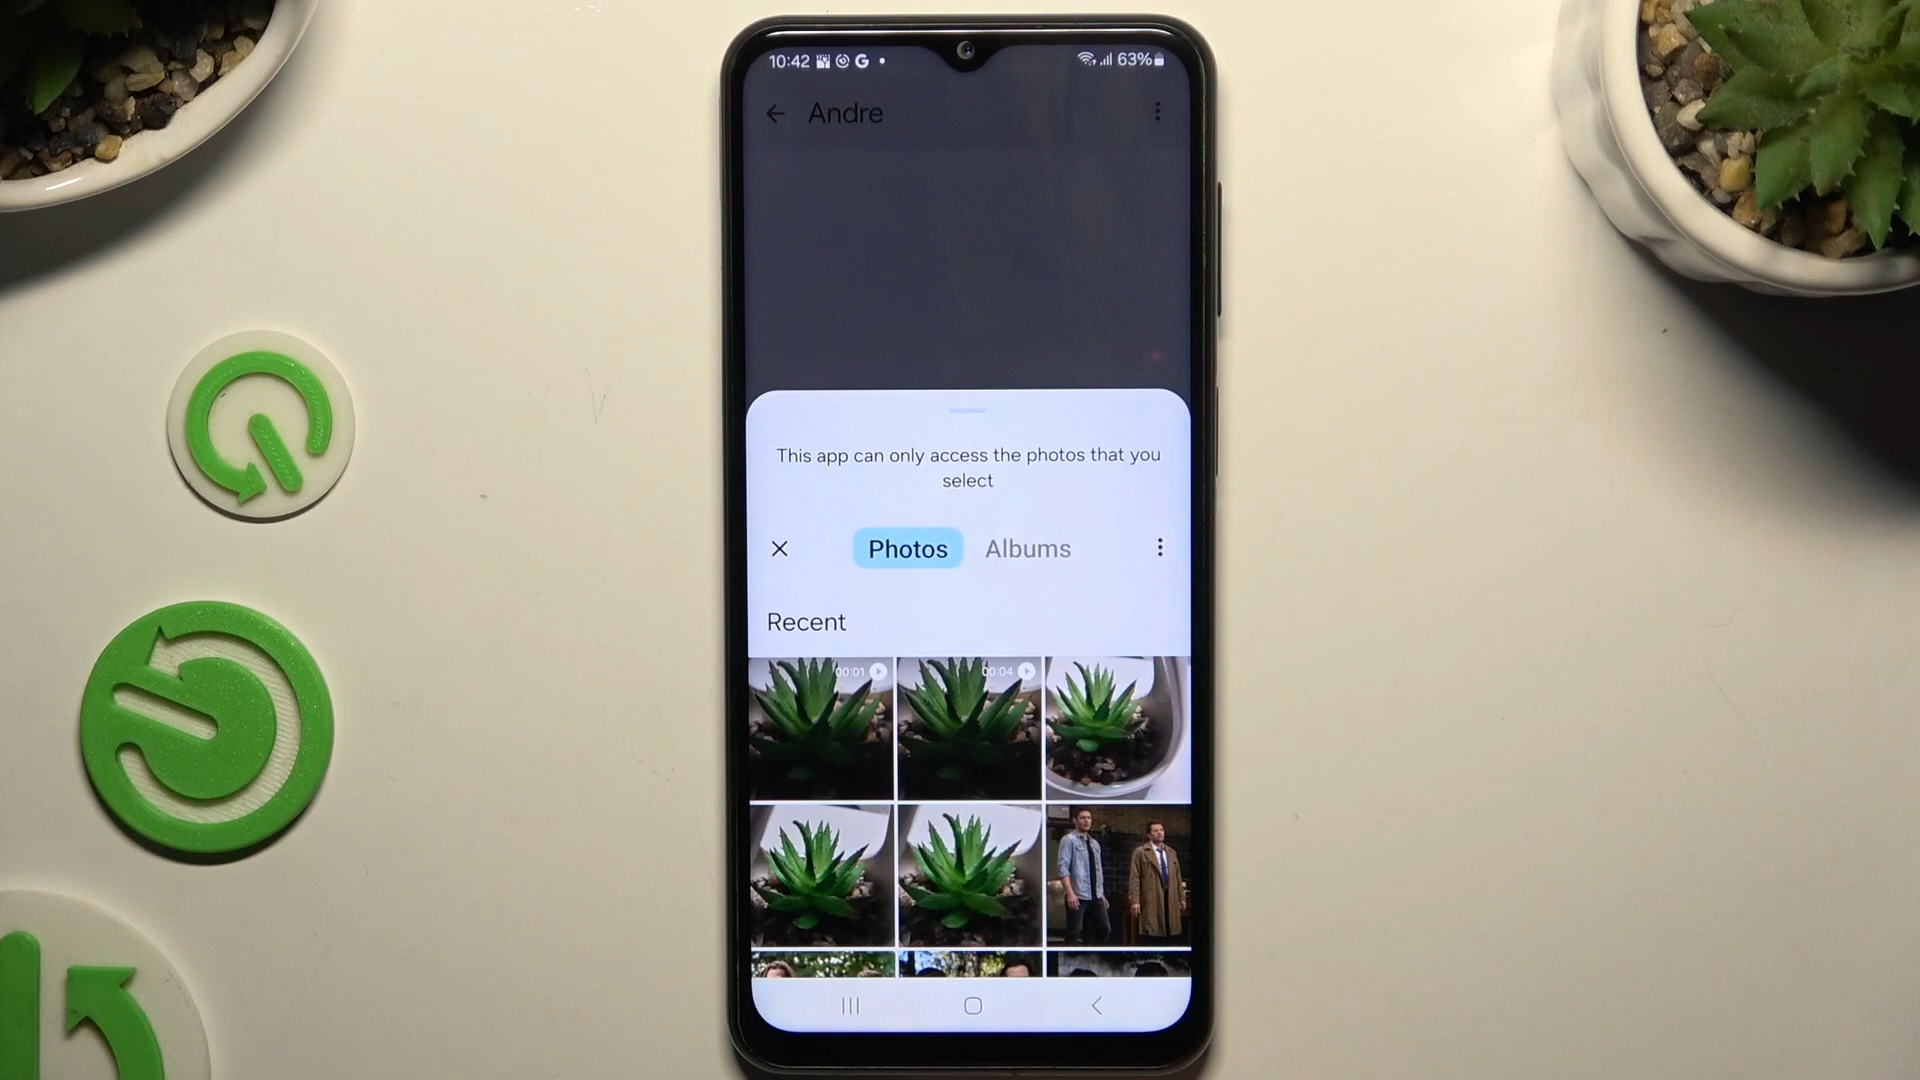 10:42 G 63%
Andre
This app can only access the photos that you
select
Photos Albums
Recent
00:01 00:04